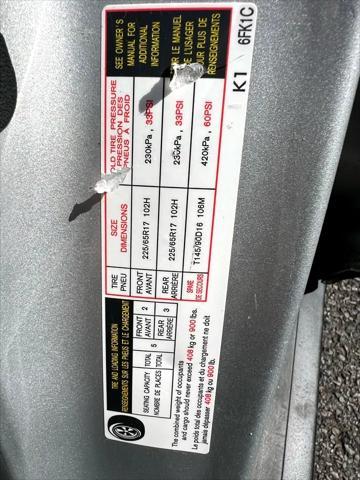 TIRE AND LOADING INFORMATION
RENSEIGNEMENTS SUR LES PNEUS ET LE CHARGEMENT
SEATING CAPACITY TOTAL 5 FRONT 2 REAR 3
NOMBRE DE PLACES TOTAL AVANT ARRIÈRE
The combined weight of occupants
and cargo should never exceed 408 kg or 900 lbs.
Le poids total des occupants et du chargement ne doit
jamais dépasser 408 kg ou 900 lb.
TIRE SIZE OLD TIRE PRESSURE
PNEU DIMENSIONS PRESSION DES
PNEUS À FROID
FRONT 225/65R17 102H 230kPa, 33PSI
AVANT
REAR 225/65R17 102H 230kPa, 33PSI
ARRIÈRE
SPARE T145/90D16 106M 420kPa, 60PSI
DE SECOURS
SEE OWNER'S
MANUAL FOR
ADDITIONAL
INFORMATION
LE MANUEL
DE L'USAGER
POUR PLUS DE
RENSEIGNEMENTS
K1 6FK1C